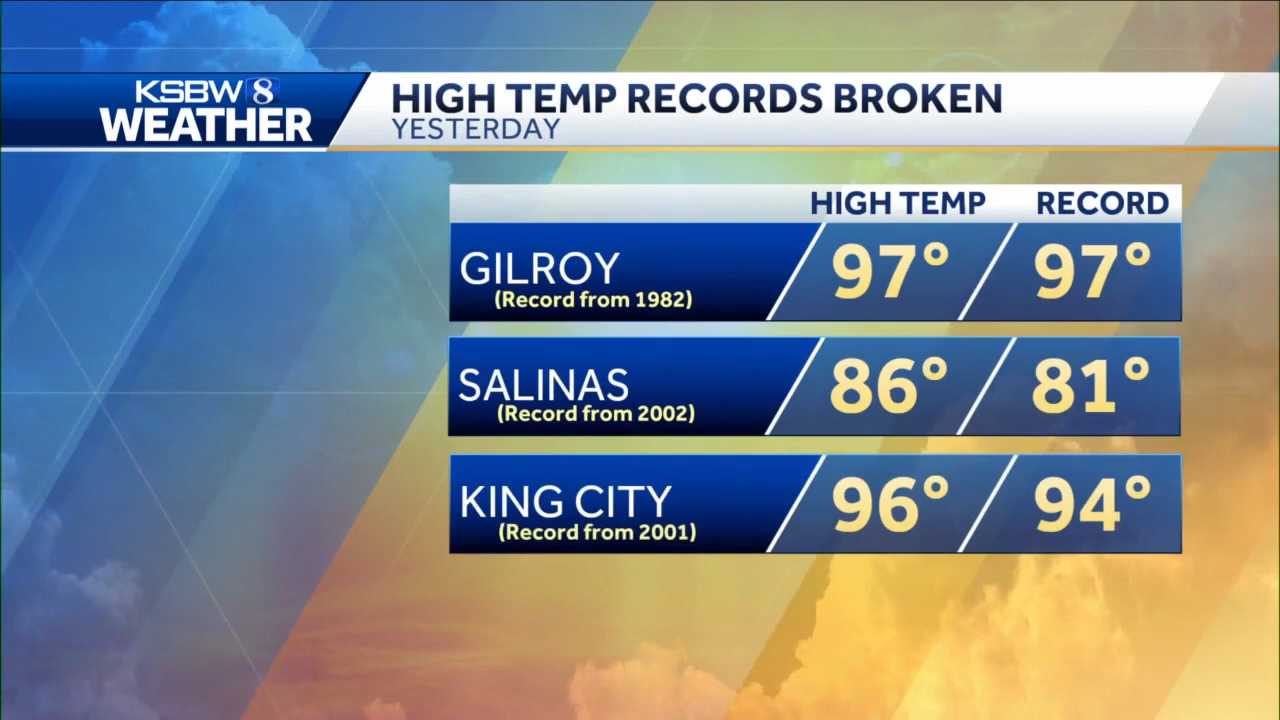 KSBW 8
WEATHER
HIGH TEMP RECORDS BROKEN
YESTERDAY
HIGH TEMP RECORD
GILROY 97° 97°
(Record from 1982)
SALINAS 86° 81°
(Record from 2002)
KING CITY 96° 94°
(Record from 2001)